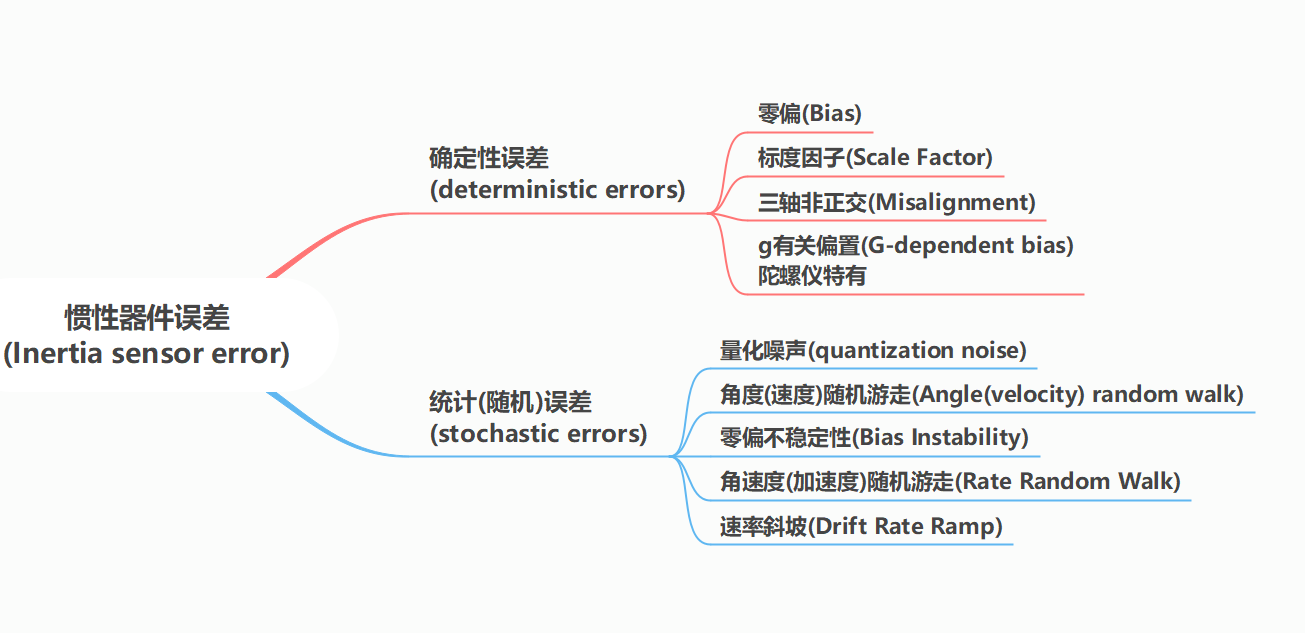 惯性器件误差
(Inertia sensor error)
确定性误差
(deterministic errors)
零偏(Bias)
标度因子(Scale Factor)
三轴非正交(Misalignment)
g有关偏置(G-dependent bias)
陀螺仪特有
统计(随机)误差
(stochastic errors)
量化噪声(quantization noise)
角度(速度)随机游走(Angle(velocity) random walk)
零偏不稳定性(Bias Instability)
角速度(加速度)随机游走(Rate Random Walk)
速率斜坡(Drift Rate Ramp)